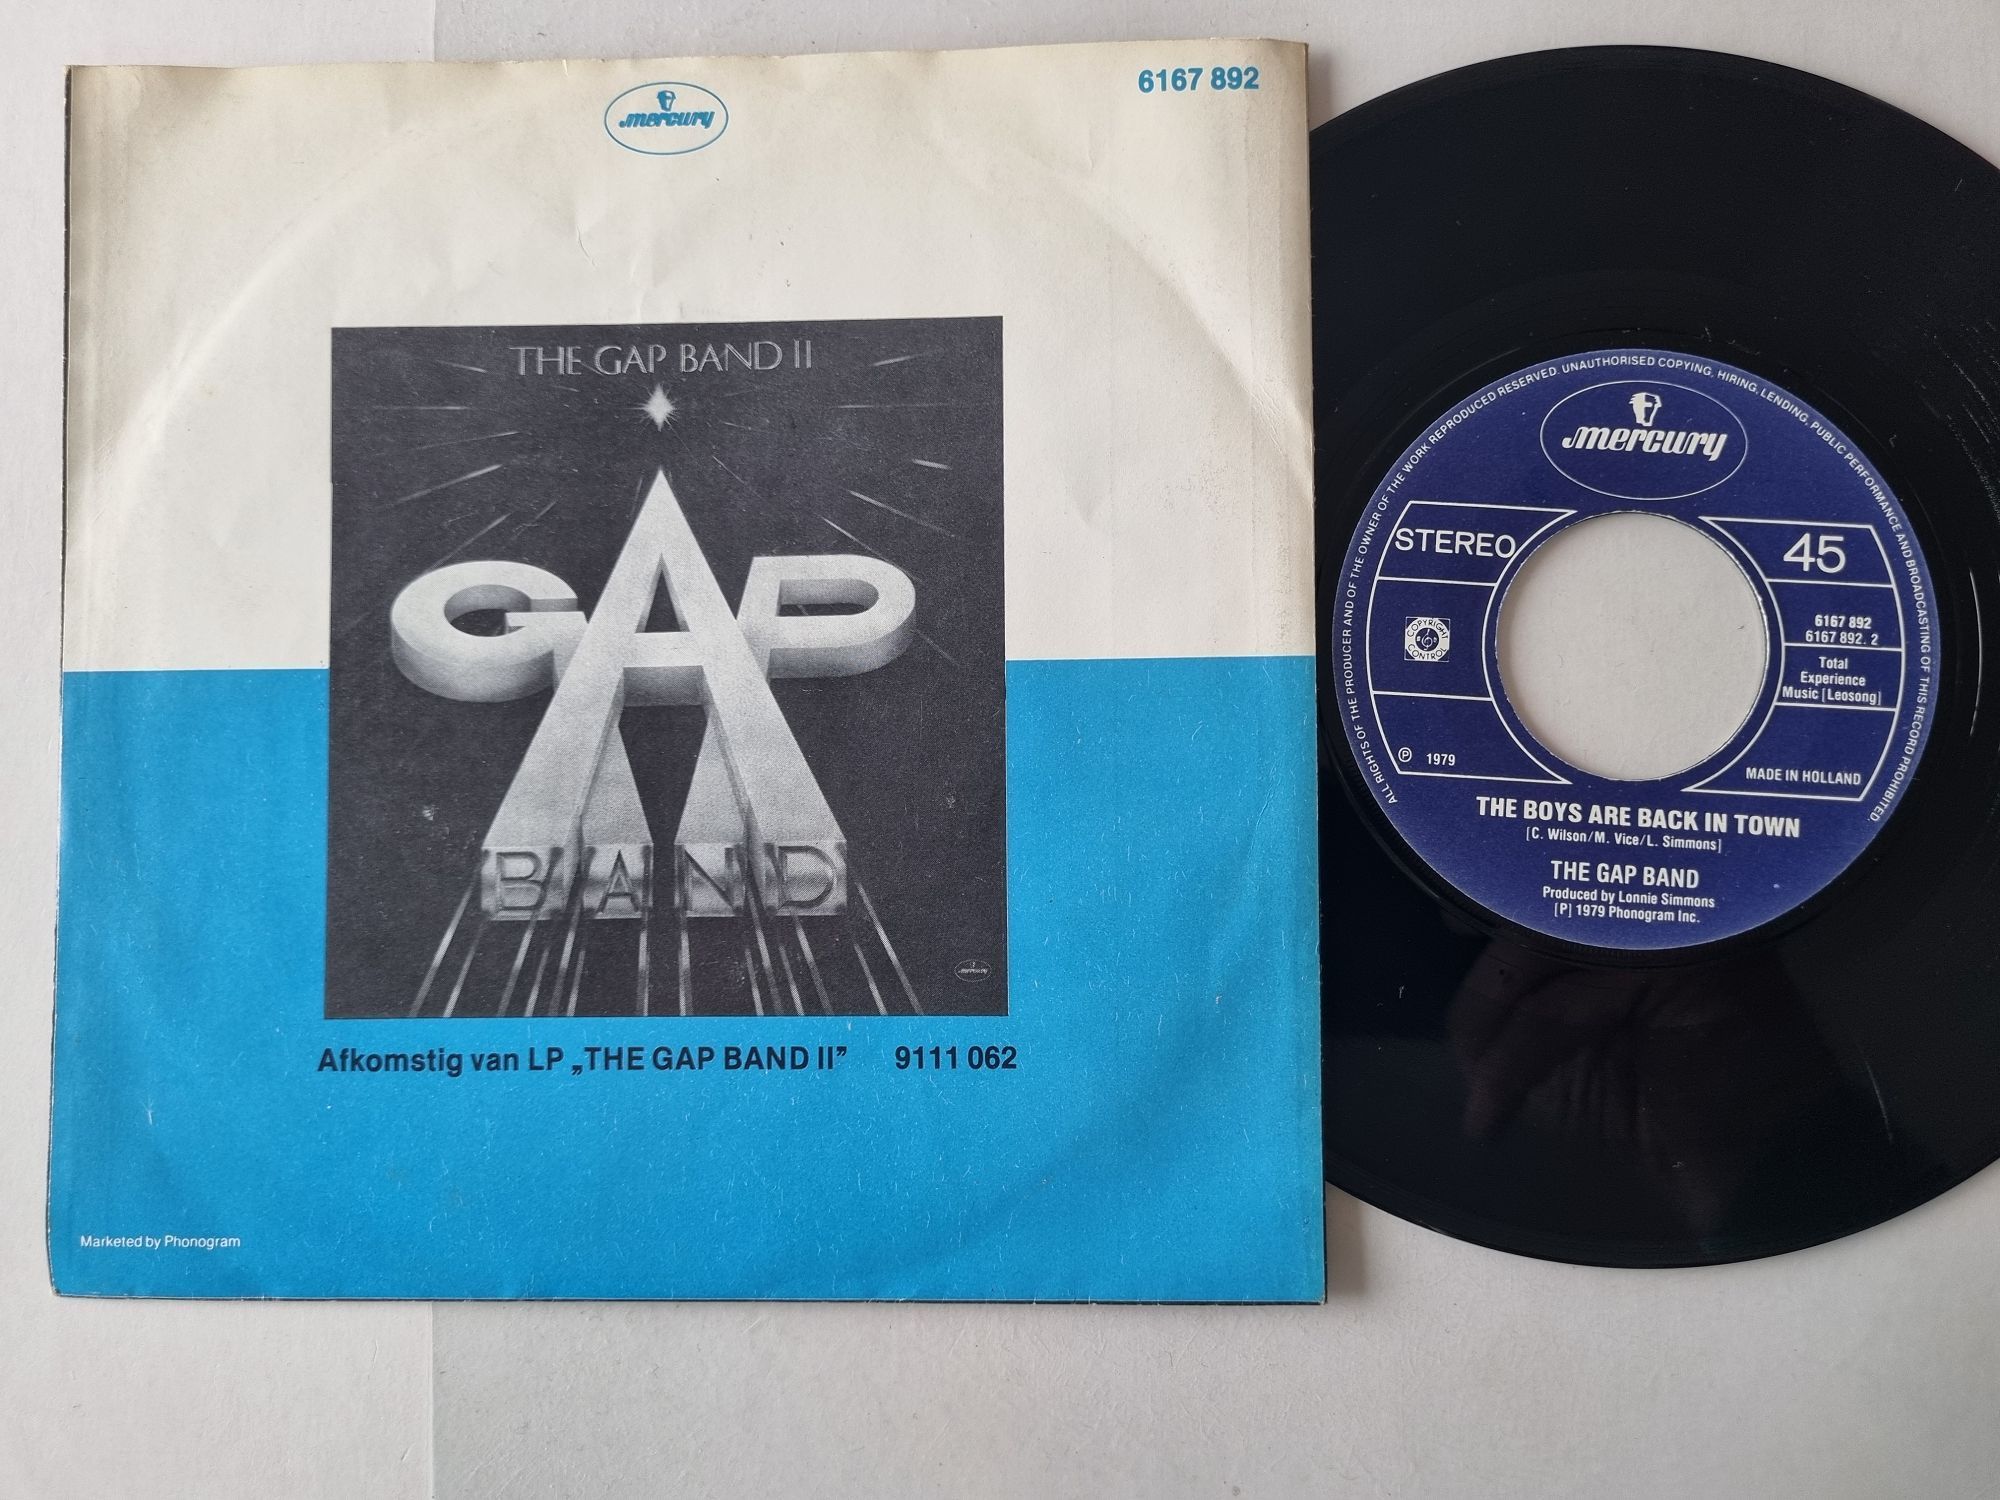 mercury
6167 892
THE GAP BAND II
GAP
BAND
mercury
Afkomstig van LP „THE GAP BAND II” 9111 062
Marketed by Phonogram
ALL RIGHTS OF THE PRODUCER AND OF THE OWNER OF THE WORK REPRODUCED RESERVED. UNAUTHORISED COPYING, HIRING, LENDING, PUBLIC PERFORMANCE AND BROADCASTING OF THIS RECORD PROHIBITED.
mercury
STEREO
45
COPYRIGHT
CONTROL
6167 892
6167 892. 2
Total
Experience
Music [Leosong]
Ⓟ 1979
MADE IN HOLLAND
THE BOYS ARE BACK IN TOWN
[C. Wilson/M. Vice/L. Simmons]
THE GAP BAND
Produced by Lonnie Simmons
[P] 1979 Phonogram Inc.